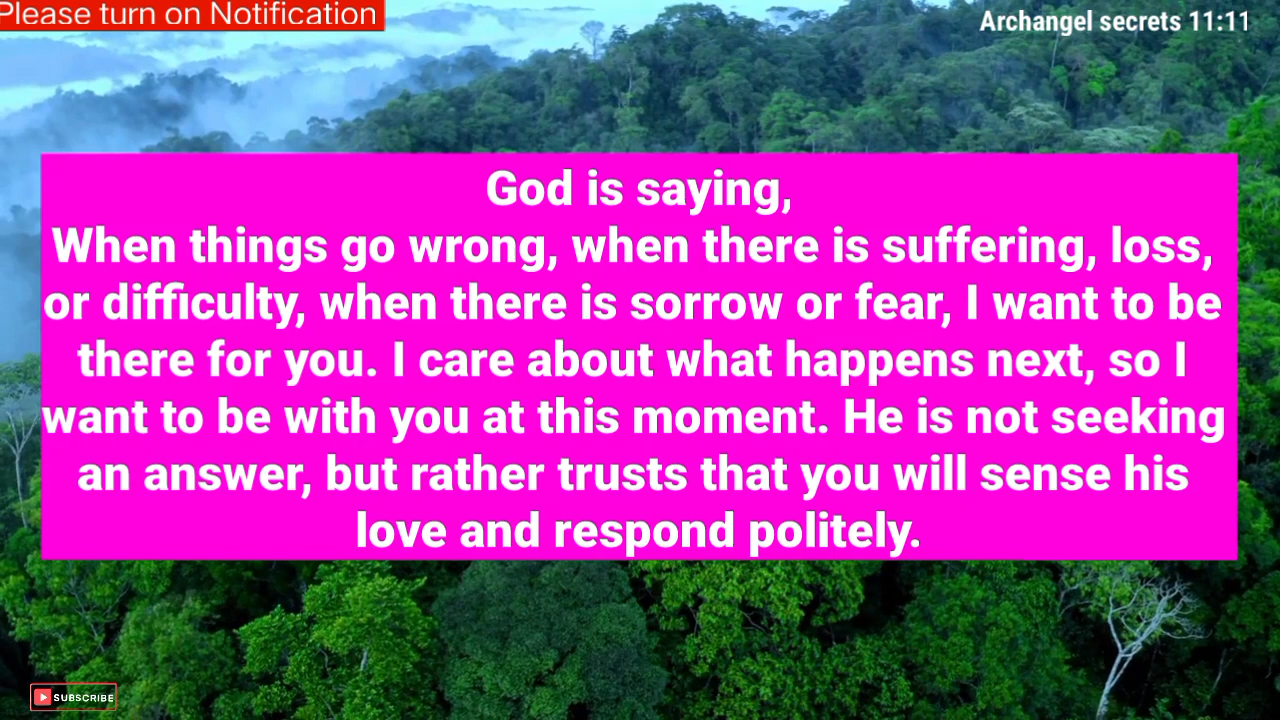 Please turn on Notification
Archangel secrets 11:11
God is saying,
When things go wrong, when there is suffering, loss,
or difficulty, when there is sorrow or fear, I want to be
there for you. I care about what happens next, so I
want to be with you at this moment. He is not seeking
an answer, but rather trusts that you will sense his
love and respond politely.
SUBSCRIBE